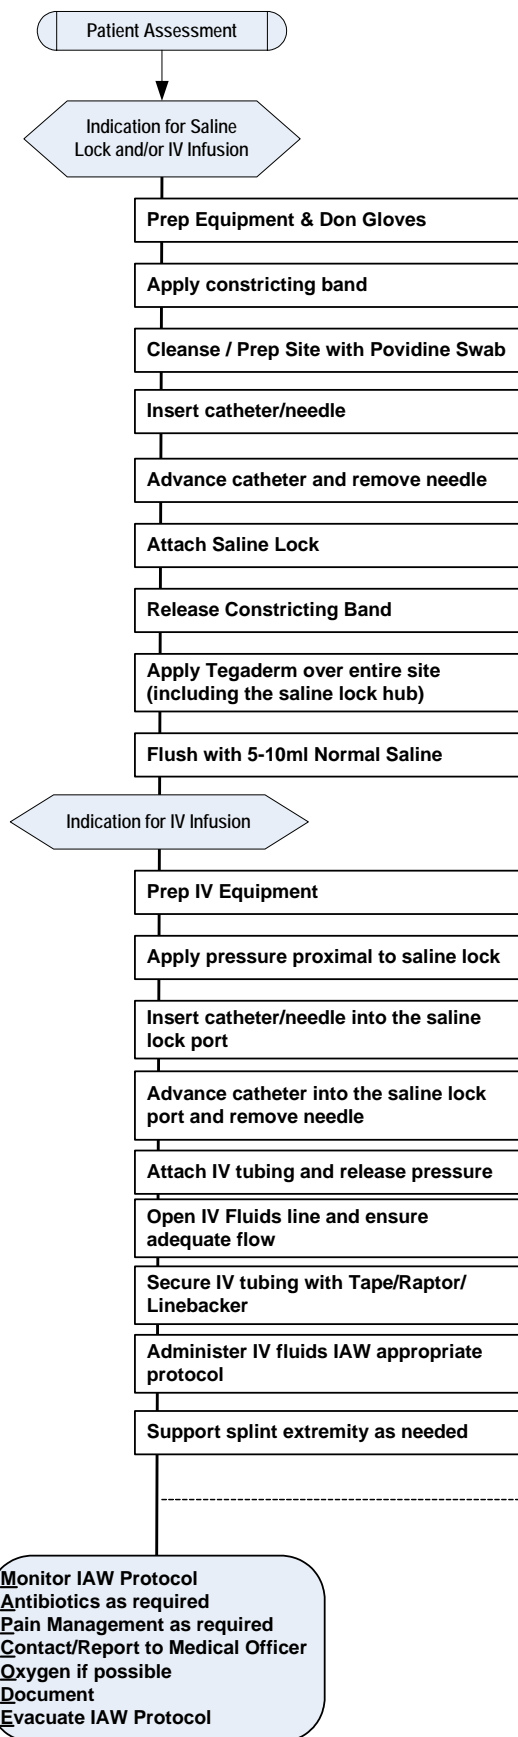 Patient Assessment
Indication for Saline
Lock and/or IV Infusion
Prep Equipment & Don Gloves
Apply constricting band
Cleanse / Prep Site with Povidine Swab
Insert catheter/needle
Advance catheter and remove needle
Attach Saline Lock
Release Constricting Band
Apply Tegaderm over entire site
(including the saline lock hub)
Flush with 5-10ml Normal Saline
Indication for IV Infusion
Prep IV Equipment
Apply pressure proximal to saline lock
Insert catheter/needle into the saline
lock port
Advance catheter into the saline lock
port and remove needle
Attach IV tubing and release pressure
Open IV Fluids line and ensure
adequate flow
Secure IV tubing with Tape/Raptor/
Linebacker
Administer IV fluids IAW appropriate
protocol
Support splint extremity as needed
Monitor IAW Protocol
Antibiotics as required
Pain Management as required
Contact/Report to Medical Officer
Oxygen if possible
Document
Evacuate IAW Protocol